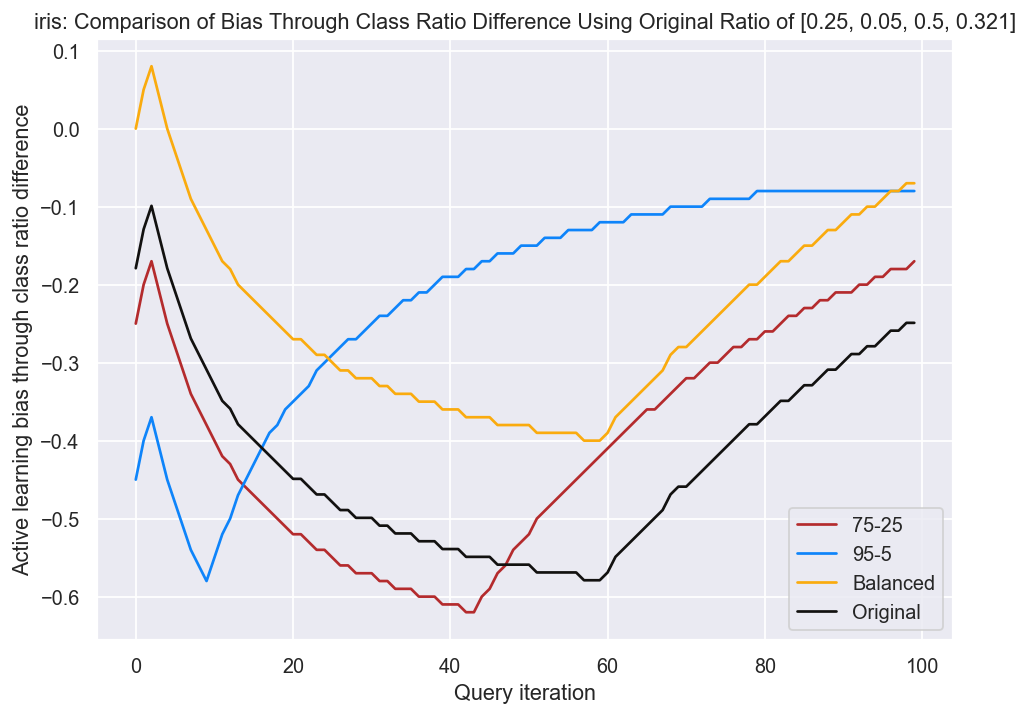 iris: Comparison of Bias Through Class Ratio Difference Using Original Ratio of [0.25, 0.05, 0.5, 0.321]
Active learning bias through class ratio difference
0.1
0.0
−0.1
−0.2
−0.3
−0.4
−0.5
−0.6
75-25
95-5
Balanced
Original
0 20 40 60 80 100
Query iteration